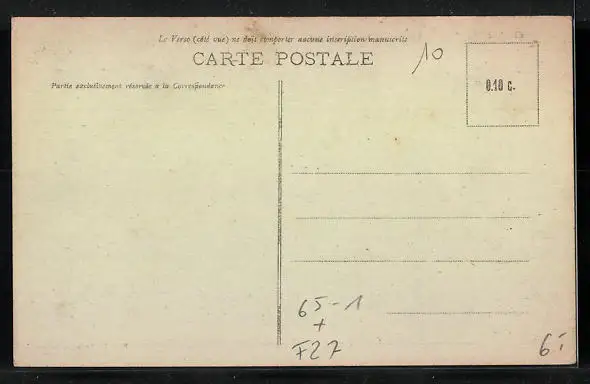 Le Verso (côté vue) ne doit comporter aucune inscription manuscrite
CARTE POSTALE
10
0.10 c.
Partie exclusivement réservée à la Correspondance
65-1
+
F27
6: